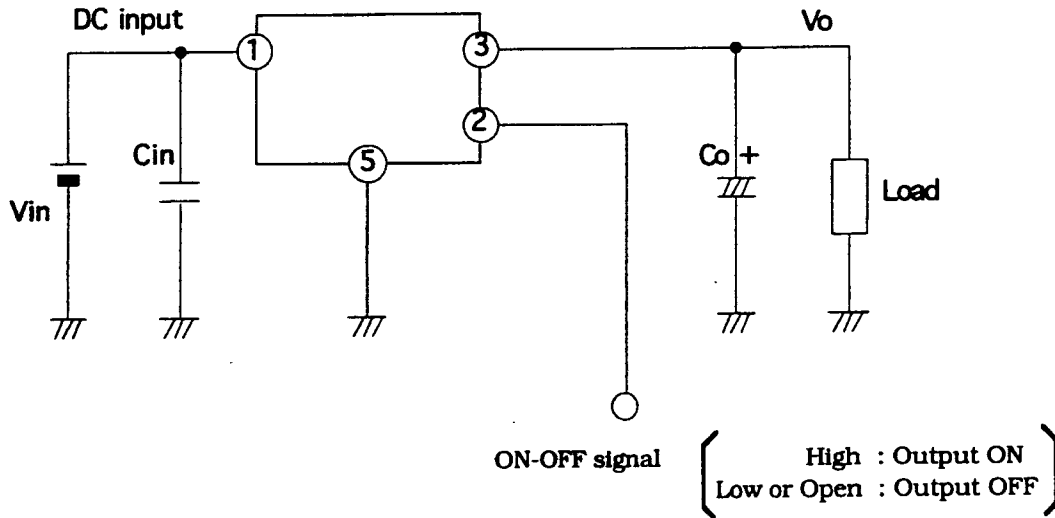 DC input
Vo
1
3
2
5
Cin
Co +
Vin
Load
ON-OFF signal
High : Output ON
Low or Open : Output OFF